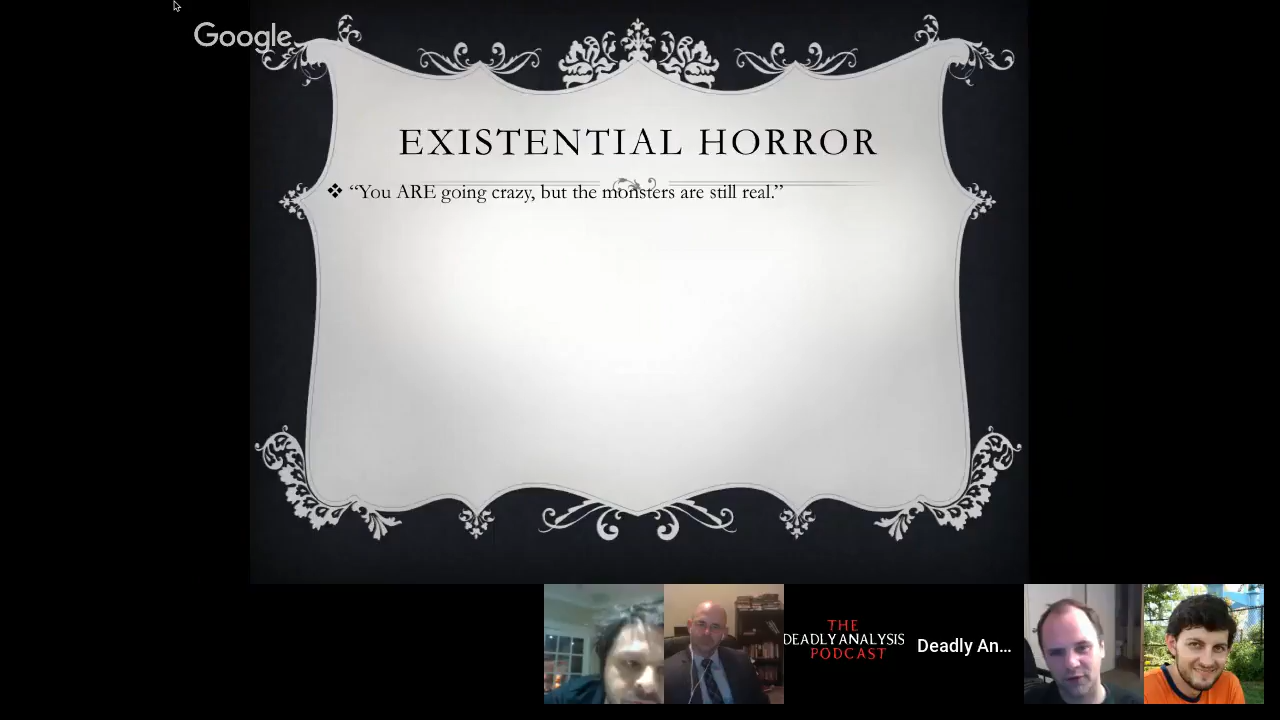 Google
EXISTENTIAL HORROR
❖ “You ARE going crazy, but the monsters are still real.”
THE
DEADLY ANALYSIS
PODCAST
Deadly An...